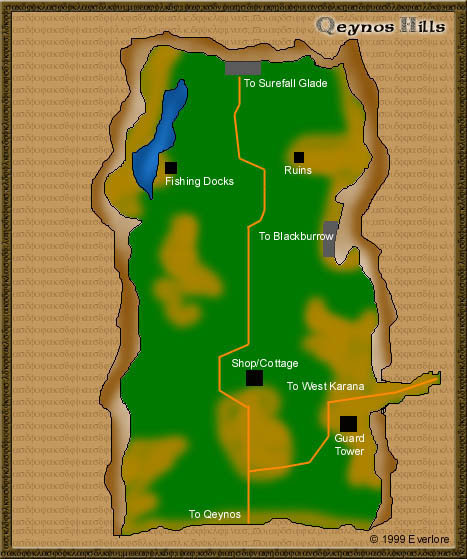 Qeynos Hills
To Surefall Glade
Ruins
Fishing Docks
To Blackburrow
Shop/Cottage
To West Karana
Guard
Tower
To Qeynos
© 1999 Everlore